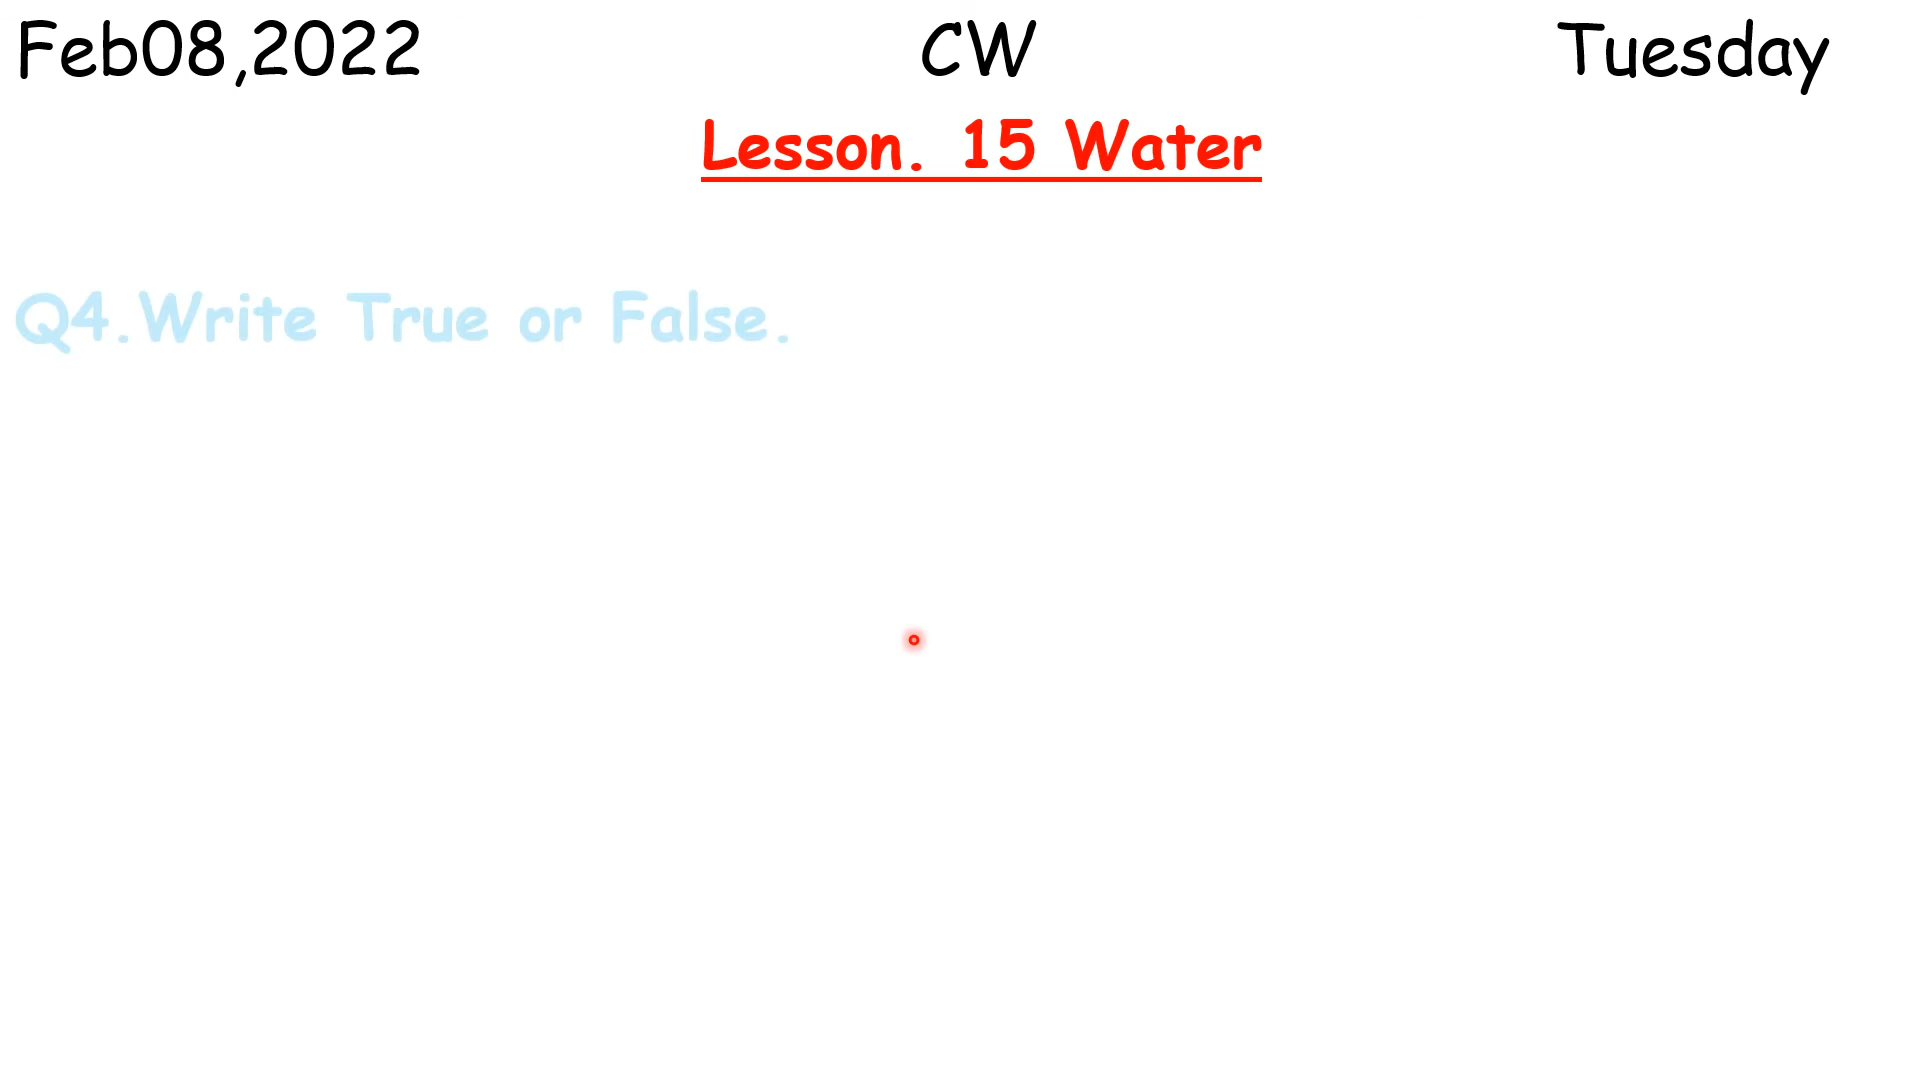 Feb08,2022 CW Tuesday
Lesson. 15 Water
Q4.Write True or False.